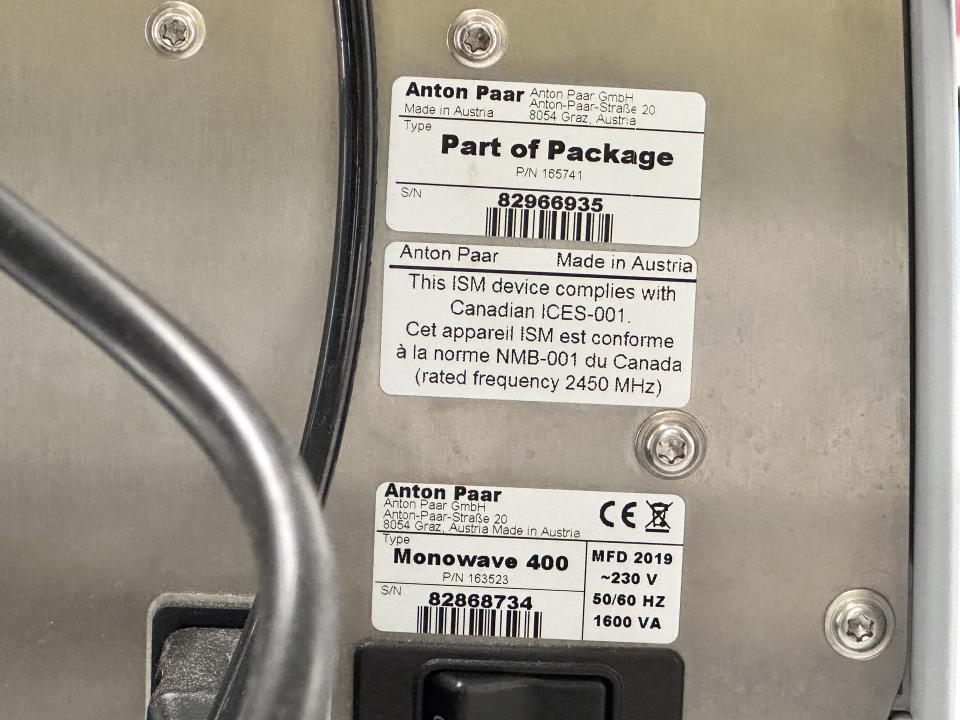 Anton Paar Anton Paar GmbH
Made in Austria Anton-Paar-Straße 20
8054 Graz, Austria
Type
Part of Package
P/N 165741
S/N
82966935
Anton Paar Made in Austria
This ISM device complies with
Canadian ICES-001.
Cet appareil ISM est conforme
à la norme NMB-001 du Canada
(rated frequency 2450 MHz)
Anton Paar
Anton Paar GmbH
Anton-Paar-Straße 20
8054 Graz, Austria Made in Austria
CE
Type
Monowave 400
P/N 163523
S/N
82868734
MFD 2019
~230 V
50/60 HZ
1600 VA